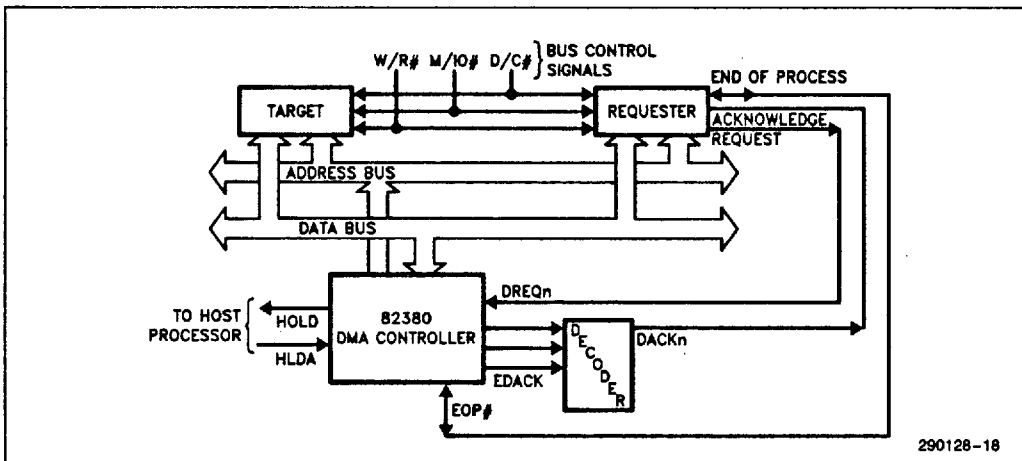 W/R# M/IO# D/C# } BUS CONTROL
SIGNALS
END OF PROCESS
TARGET
REQUESTER
ACKNOWLEDGE
REQUEST
ADDRESS BUS
DATA BUS
TO HOST
PROCESSOR
HOLD
HLDA
82380
DMA CONTROLLER
DREQn
DECODER
DACKn
EDACK
EOP#
290128-18